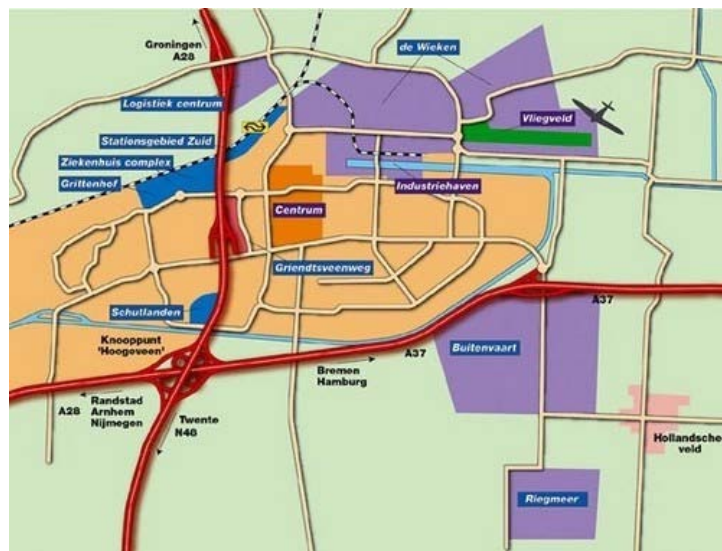 Groningen
A28
de Wieken
Logistiek centrum
Vliegveld
Stationsgebied Zuid
Ziekenhuis complex
Grittenhof
Industriehaven
Centrum
Griendtsveenweg
Schutlanden
A37
Knooppunt
'Hoogeveen'
A37
Buitenvaart
Bremen
Hamburg
A28
Randstad
Arnhem
Nijmegen
Twente
N48
Hollandsche
veld
Riegmeer